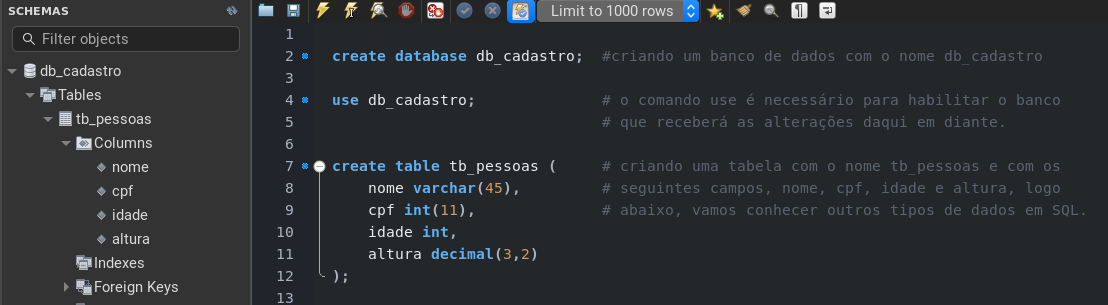 SCHEMAS
Filter objects
db_cadastro
Tables
tb_pessoas
Columns
nome
cpf
idade
altura
Indexes
Foreign Keys
Limit to 1000 rows
1
2 create database db_cadastro; #criando um banco de dados com o nome db_cadastro
3
4 use db_cadastro; # o comando use é necessário para habilitar o banco
5 # que receberá as alterações daqui em diante.
6
7 create table tb_pessoas ( # criando uma tabela com o nome tb_pessoas e com os
8 nome varchar(45), # seguintes campos, nome, cpf, idade e altura, logo
9 cpf int(11), # abaixo, vamos conhecer outros tipos de dados em SQL.
10 idade int,
11 altura decimal(3,2)
12 );
13